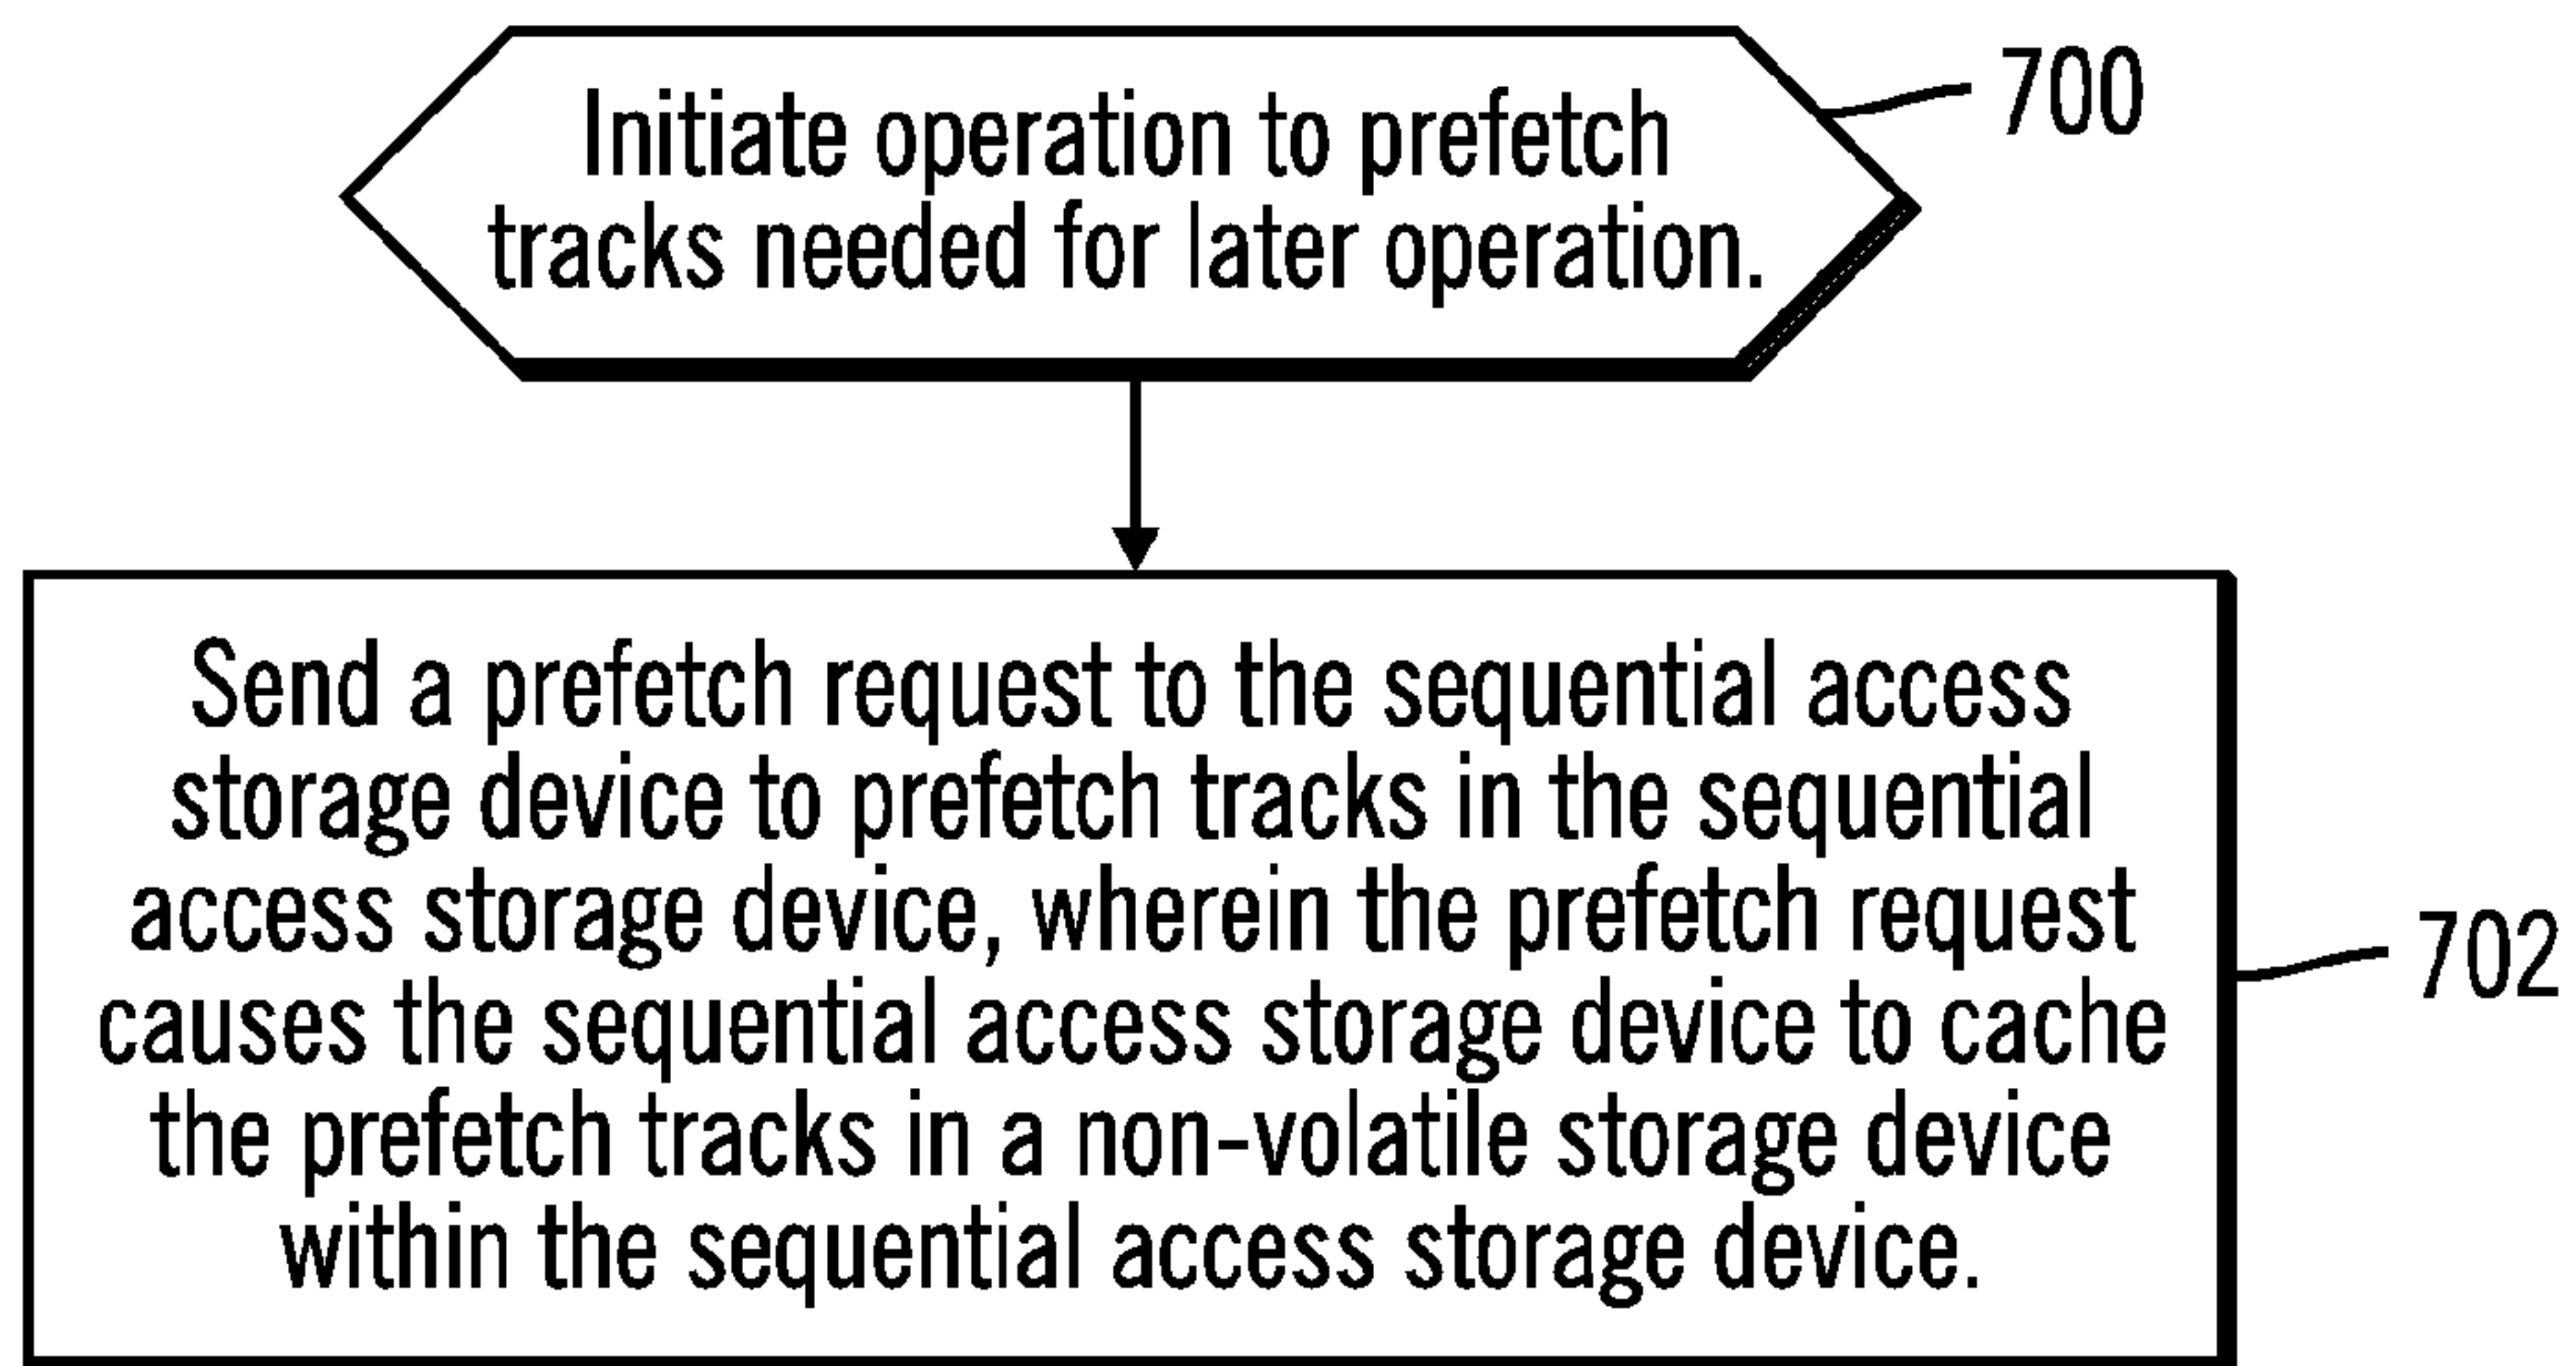 Initiate operation to prefetch
tracks needed for later operation.
700
Send a prefetch request to the sequential access
storage device to prefetch tracks in the sequential
access storage device, wherein the prefetch request
causes the sequential access storage device to cache
the prefetch tracks in a non-volatile storage device
within the sequential access storage device.
702